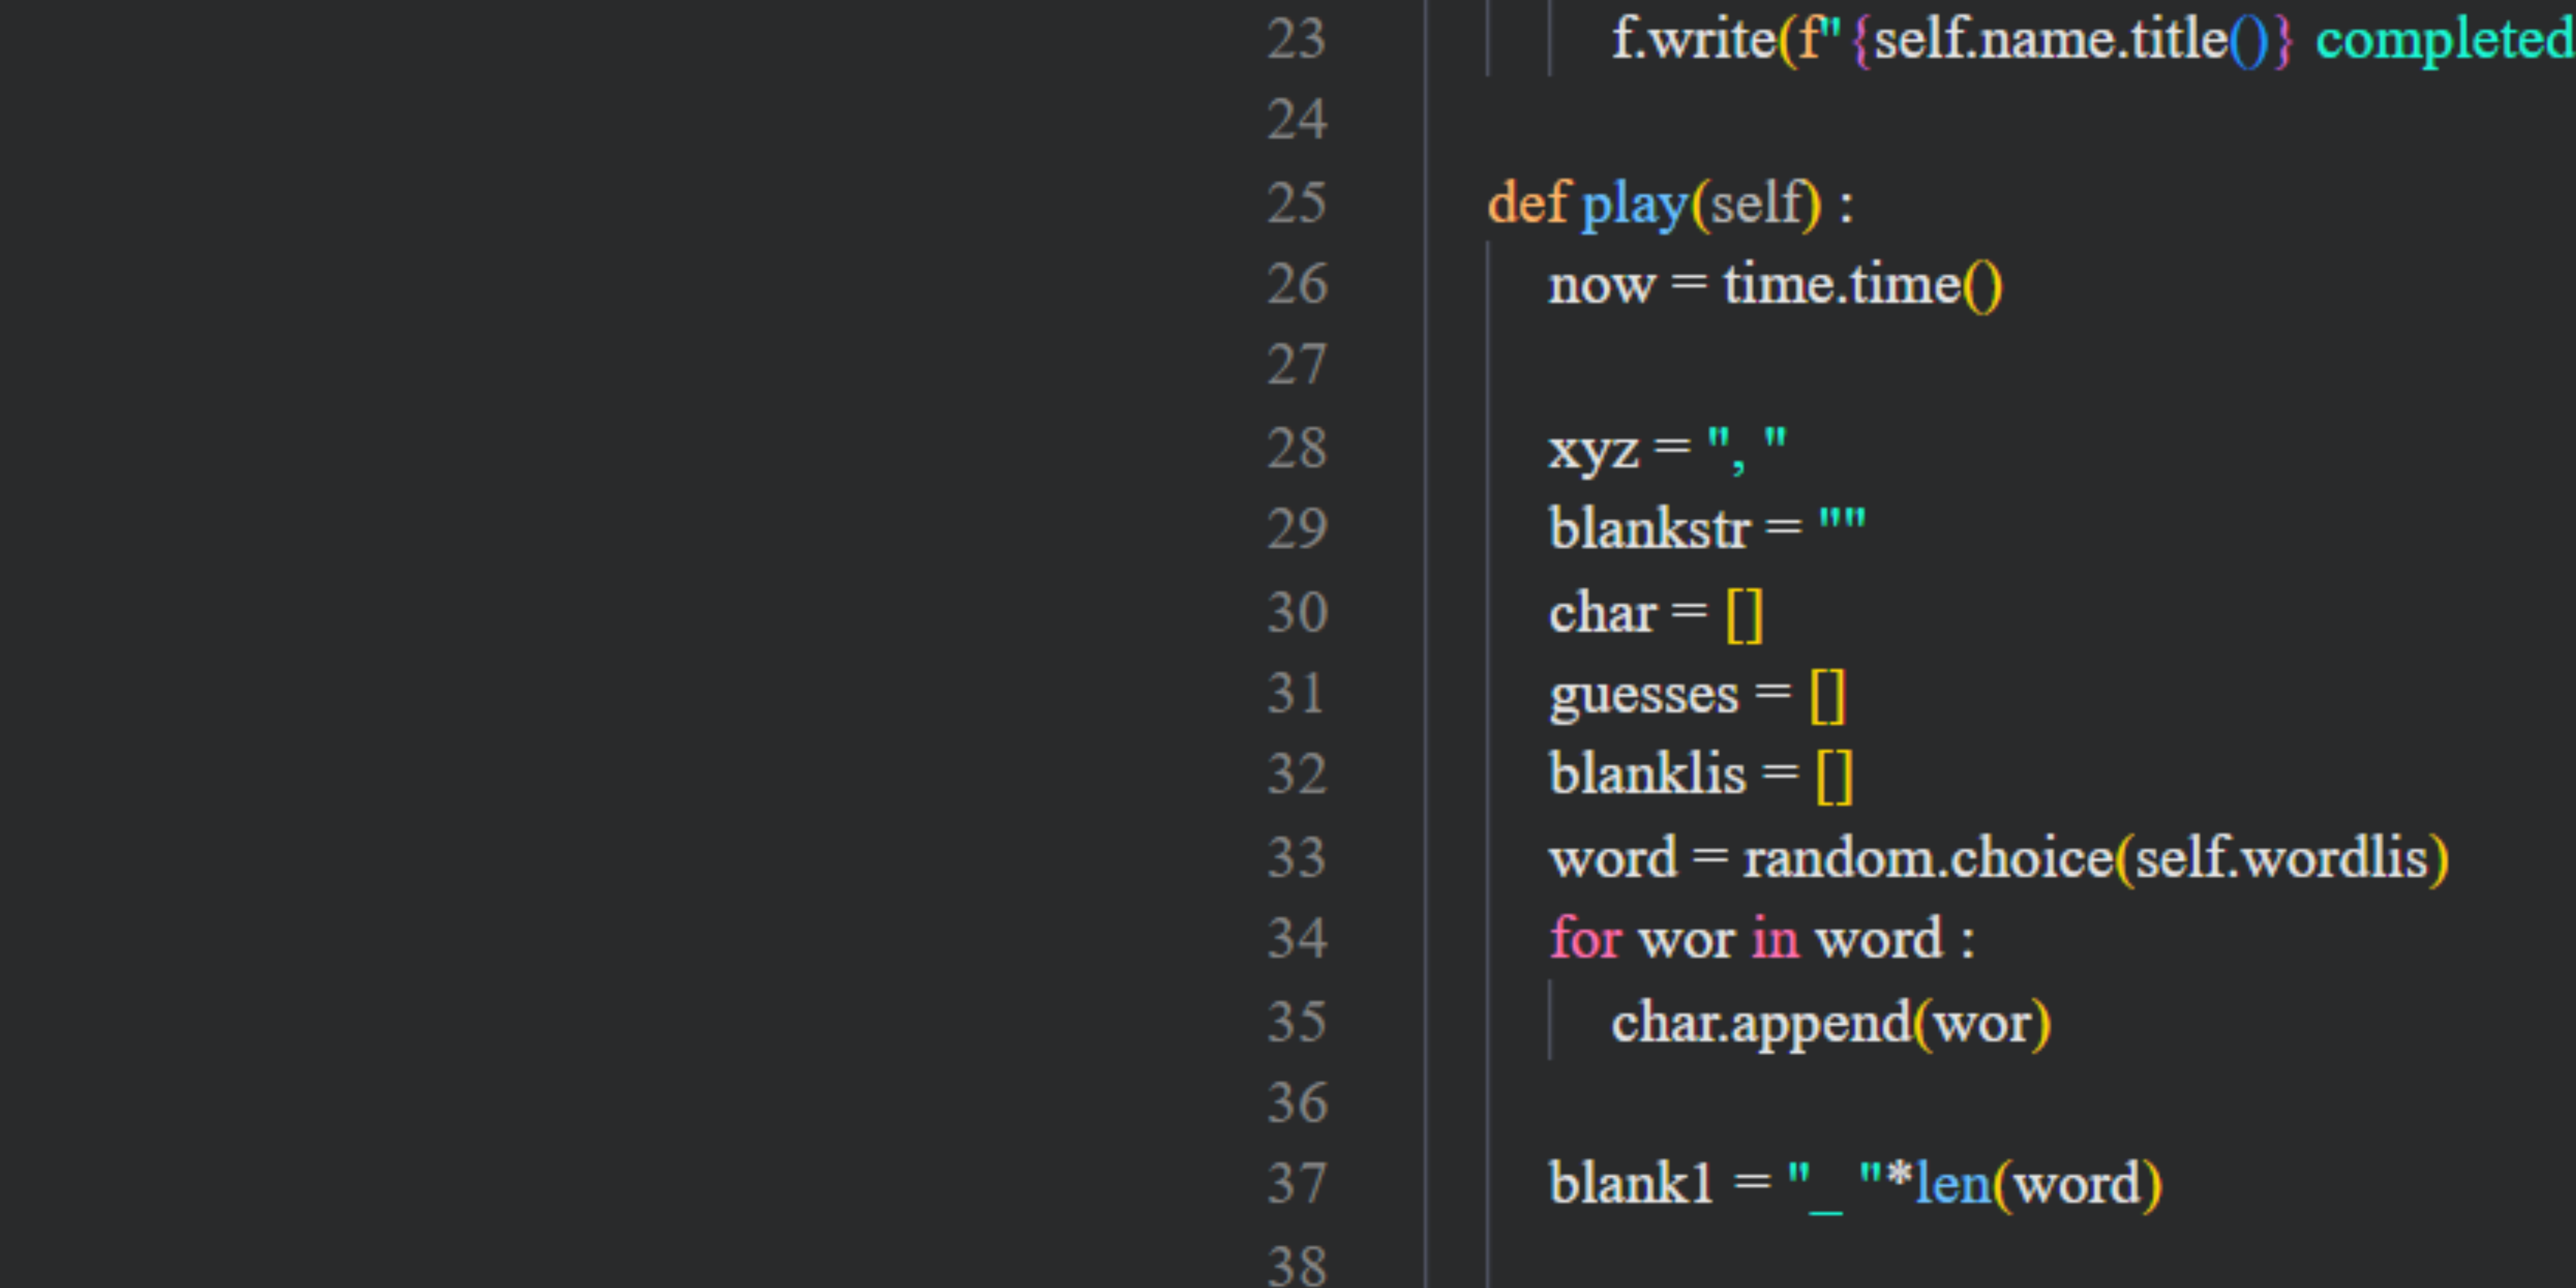 23 f.write(f"{self.name.title()} completed
24
25 def play(self) :
26 now = time.time()
27
28 xyz = ", "
29 blankstr = ""
30 char = []
31 guesses = []
32 blanklis = []
33 word = random.choice(self.wordlis)
34 for wor in word :
35 char.append(wor)
36
37 blank1 = "_ "*len(word)
38